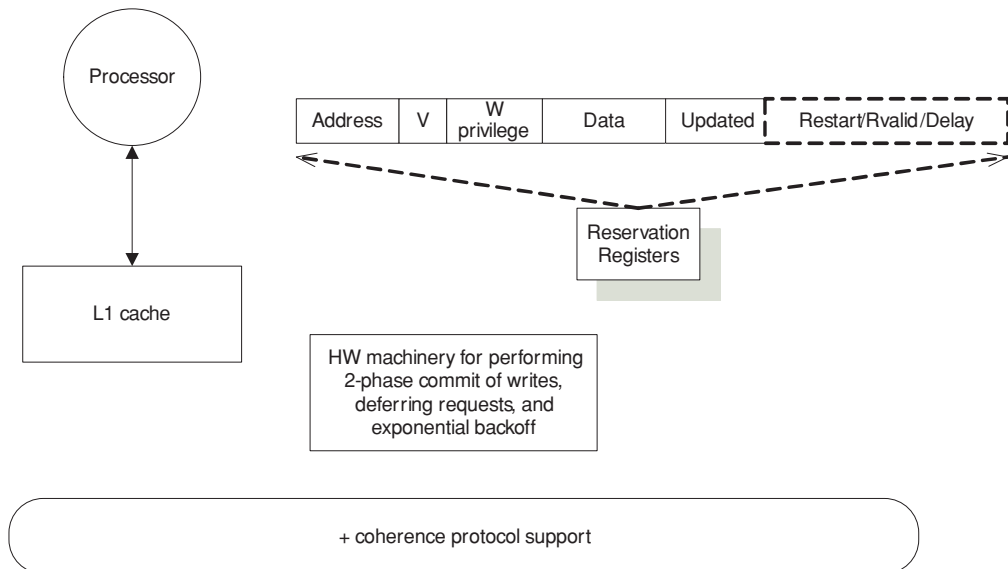 Processor
Address V W privilege Data Updated Restart/Rvalid/Delay
Reservation
Registers
L1 cache
HW machinery for performing
2-phase commit of writes,
deferring requests, and
exponential backoff
+ coherence protocol support